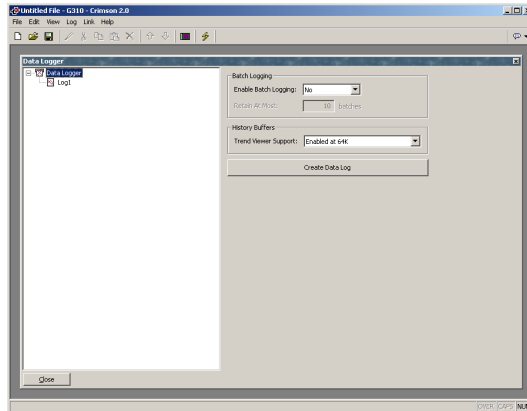 Untitled File - G310 - Crimson 2.0
File Edit View Log Link Help
Data Logger
Data Logger
Log1
Batch Logging
Enable Batch Logging: No
Retain At Most: 10 batches
History Buffers
Trend Viewer Support: Enabled at 64K
Create Data Log
Close
OVER CAPS NUM